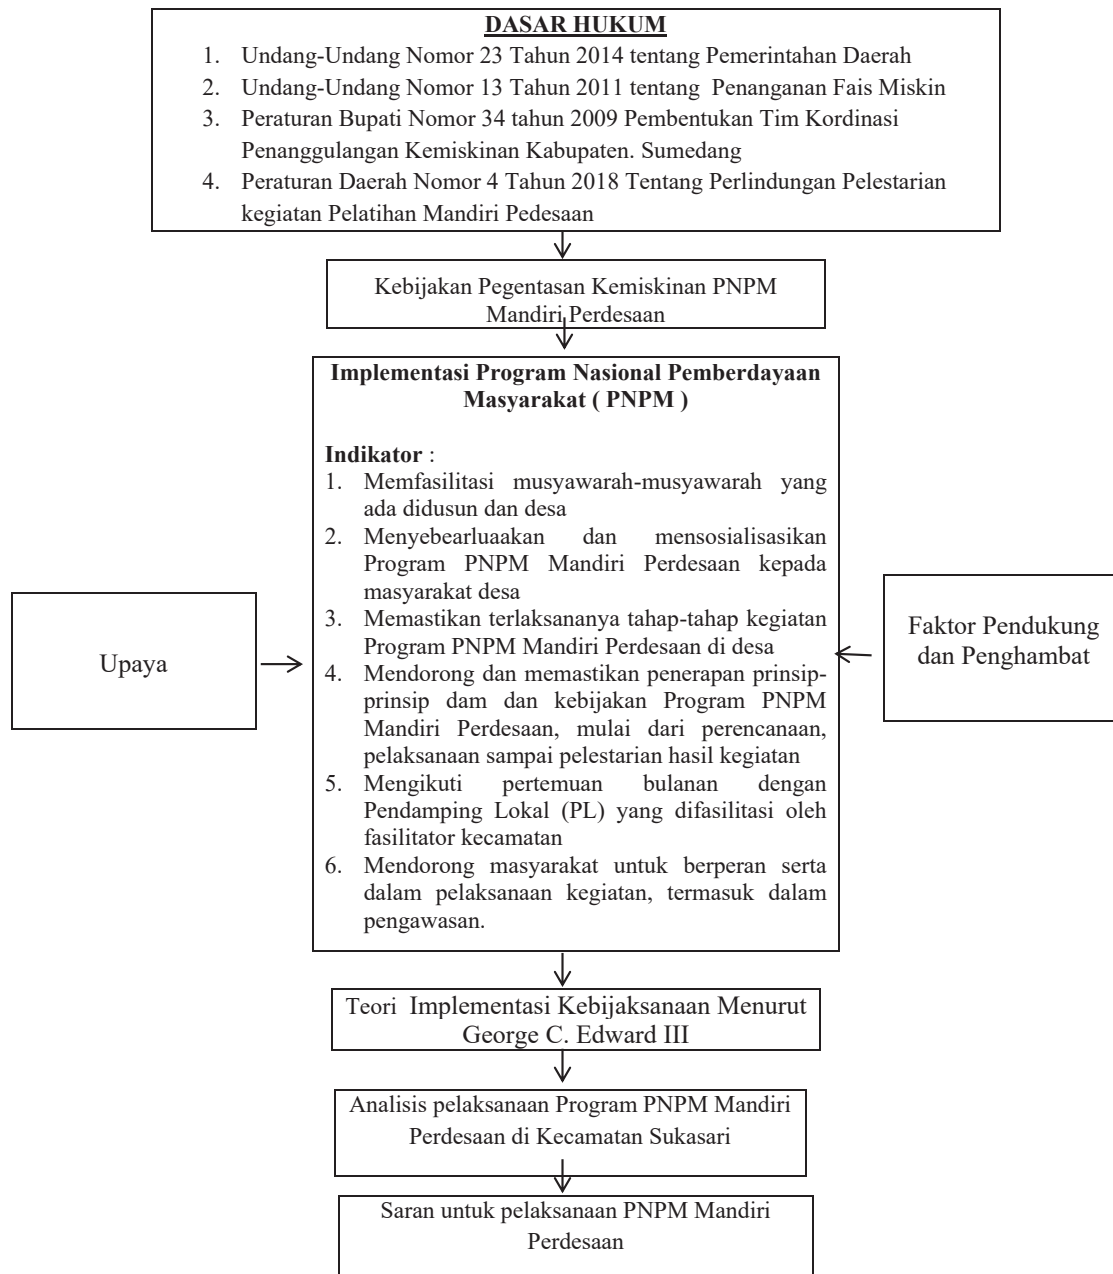 DASAR HUKUM
1. Undang-Undang Nomor 23 Tahun 2014 tentang Pemerintahan Daerah
2. Undang-Undang Nomor 13 Tahun 2011 tentang Penanganan Fais Miskin
3. Peraturan Bupati Nomor 34 tahun 2009 Pembentukan Tim Kordinasi
Penanggulangan Kemiskinan Kabupaten. Sumedang
4. Peraturan Daerah Nomor 4 Tahun 2018 Tentang Perlindungan Pelestarian
kegiatan Pelatihan Mandiri Pedesaan
Kebijakan Pegentasan Kemiskinan PNPM
Mandiri Perdesaan
Implementasi Program Nasional Pemberdayaan
Masyarakat ( PNPM )
Indikator :
1. Memfasilitasi musyawarah-musyawarah yang
ada didusun dan desa
2. Menyebearluaakan dan mensosialisasikan
Program PNPM Mandiri Perdesaan kepada
masyarakat desa
3. Memastikan terlaksananya tahap-tahap kegiatan
Program PNPM Mandiri Perdesaan di desa
4. Mendorong dan memastikan penerapan prinsip-
prinsip dam dan kebijakan Program PNPM
Mandiri Perdesaan, mulai dari perencanaan,
pelaksanaan sampai pelestarian hasil kegiatan
5. Mengikuti pertemuan bulanan dengan
Pendamping Lokal (PL) yang difasilitasi oleh
fasilitator kecamatan
6. Mendorong masyarakat untuk berperan serta
dalam pelaksanaan kegiatan, termasuk dalam
pengawasan.
Upaya
Faktor Pendukung
dan Penghambat
Teori Implementasi Kebijaksanaan Menurut
George C. Edward III
Analisis pelaksanaan Program PNPM Mandiri
Perdesaan di Kecamatan Sukasari
Saran untuk pelaksanaan PNPM Mandiri
Perdesaan